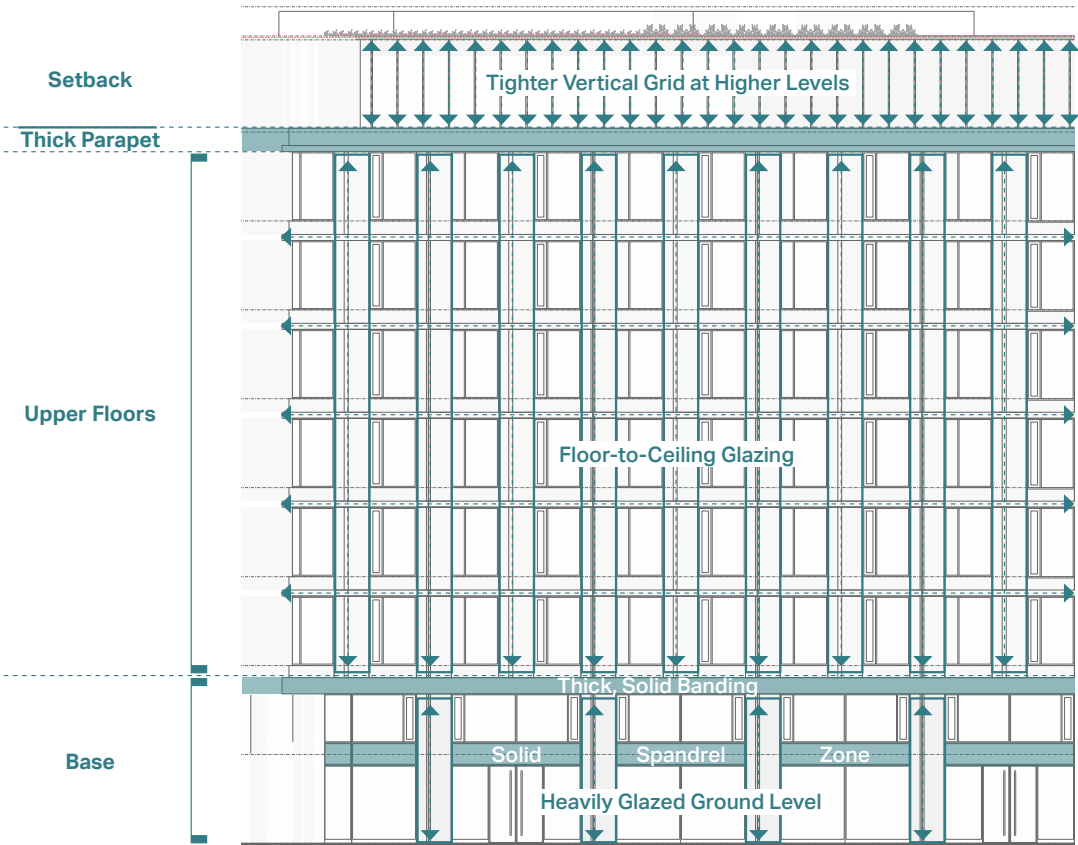 Setback
Tighter Vertical Grid at Higher Levels
Thick Parapet
Upper Floors
Floor-to-Ceiling Glazing
Thick, Solid Banding
Solid Spandrel Zone
Base
Heavily Glazed Ground Level